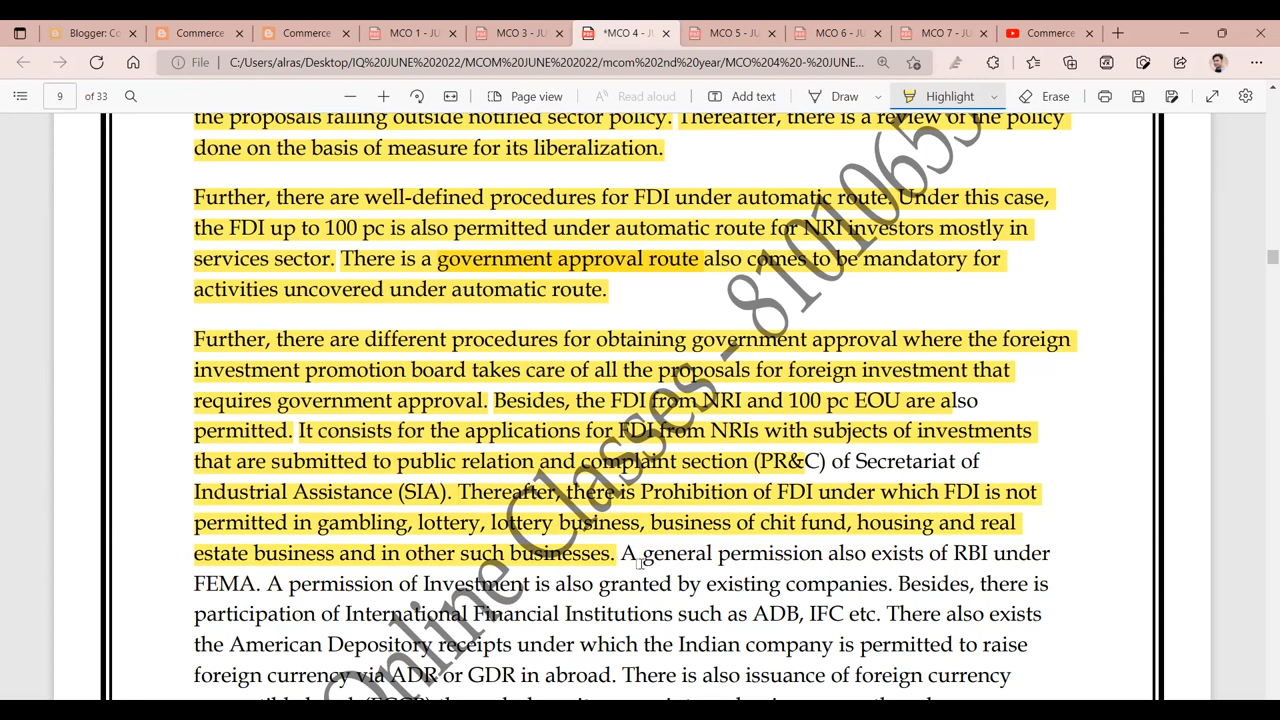 Blogger: Co
Commerce
Commerce
MCO 1 - JU
MCO 3 - JU
*MCO 4 - JU
MCO 5 - JU
MCO 6 - JU
MCO 7 - JU
Commerce
File
C:/Users/alras/Desktop/IQ%20JUNE%202022/MCOM%20JUNE%202022/mcom%202nd%20year/MCO%204%20-%20JUNE...
9 of 33
Page view
Read aloud
Add text
Draw
Highlight
Erase
the proposals falling outside notified sector policy. Thereafter, there is a review of the policy
done on the basis of measure for its liberalization.
Further, there are well-defined procedures for FDI under automatic route. Under this case,
the FDI up to 100 pc is also permitted under automatic route for NRI investors mostly in
services sector. There is a government approval route also comes to be mandatory for
activities uncovered under automatic route.
Further, there are different procedures for obtaining government approval where the foreign
investment promotion board takes care of all the proposals for foreign investment that
requires government approval. Besides, the FDI from NRI and 100 pc EOU are also
permitted. It consists for the applications for FDI from NRIs with subjects of investments
that are submitted to public relation and complaint section (PR&C) of Secretariat of
Industrial Assistance (SIA). Thereafter, there is Prohibition of FDI under which FDI is not
permitted in gambling, lottery, lottery business, business of chit fund, housing and real
estate business and in other such businesses. A general permission also exists of RBI under
FEMA. A permission of Investment is also granted by existing companies. Besides, there is
participation of International Financial Institutions such as ADB, IFC etc. There also exists
the American Depository receipts under which the Indian company is permitted to raise
foreign currency via ADR or GDR in abroad. There is also issuance of foreign currency
Online Classes - 8101065